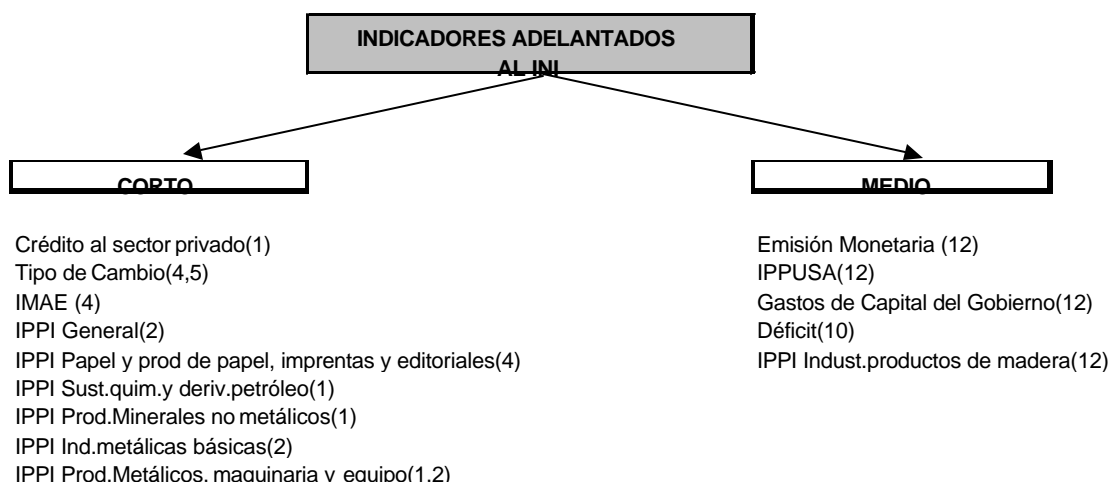 INDICADORES ADELANTADOS
AL INI
CORTO
Crédito al sector privado(1)
Tipo de Cambio(4,5)
IMAE (4)
IPPI General(2)
IPPI Papel y prod de papel, imprentas y editoriales(4)
IPPI Sust.quim.y deriv.petróleo(1)
IPPI Prod.Minerales no metálicos(1)
IPPI Ind.metálicas básicas(2)
IPPI Prod.Metálicos, maquinaria y equipo(1,2)
MEDIO
Emisión Monetaria (12)
IPPUSA(12)
Gastos de Capital del Gobierno(12)
Déficit(10)
IPPI Indust.productos de madera(12)